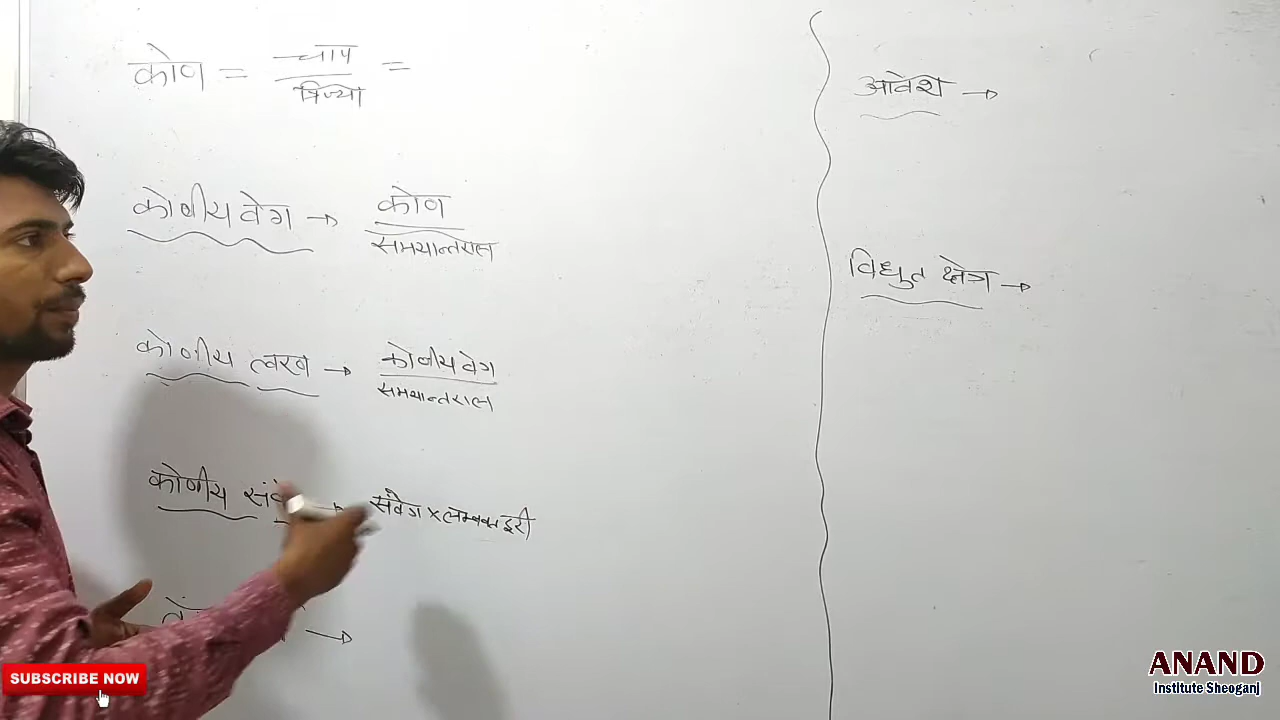 कोण = चाप / त्रिज्या =
कोणीय वेग → कोण / समयान्तराल
कोणीय त्वरण → कोणीय वेग / समयान्तराल
कोणीय → संवेग × लम्बवत दूरी
→
आवेश →
विधुत क्षेत्र →
SUBSCRIBE NOW
ANAND
Institute Sheoganj